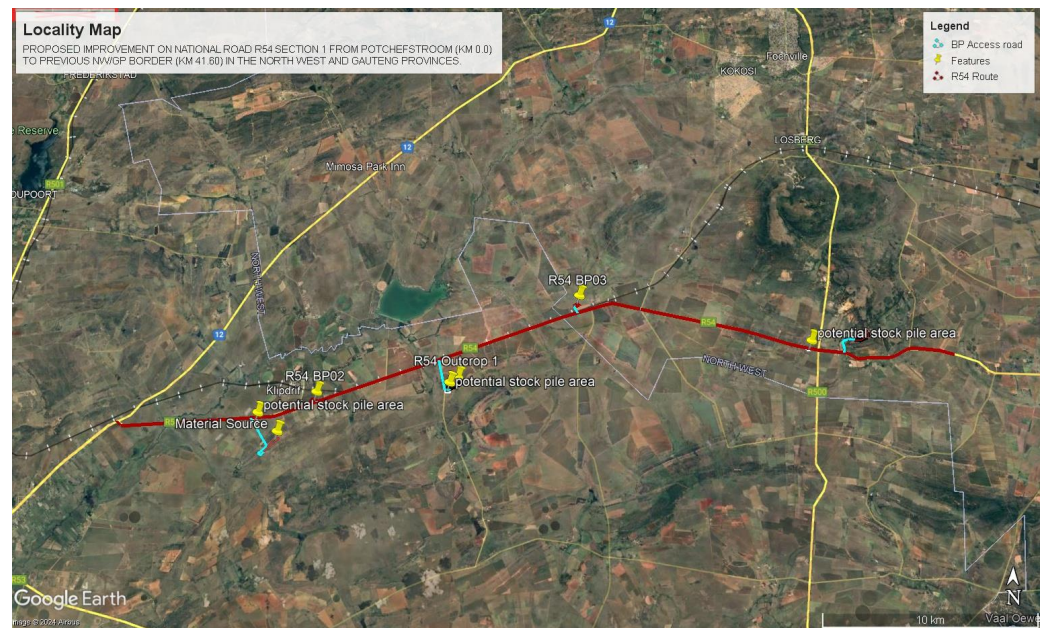 Locality Map
PROPOSED IMPROVEMENT ON NATIONAL ROAD R54 SECTION 1 FROM POTCHEFSTROOM (KM 0.0)
TO PREVIOUS NW/GP BORDER (KM 41.60) IN THE NORTH WEST AND GAUTENG PROVINCES.
Legend
BP Access road
Features
R54 Route
12
Fochville
KOKOSI
FREDERIKSTAD
e Reserve
LOSBERG
12
Mimosa Park Inn
R501
OUPOORT
NORTH WEST
R54 BP03
12
R54
potential stock pile area
R54
R54 Outcrop 1
NORTH WEST
R54 BP02
potential stock pile area
Klipdrif
R500
potential stock pile area
Material Source
R53
Google Earth
Image © 2024 Airbus
N
10 km
Vaal Oewe